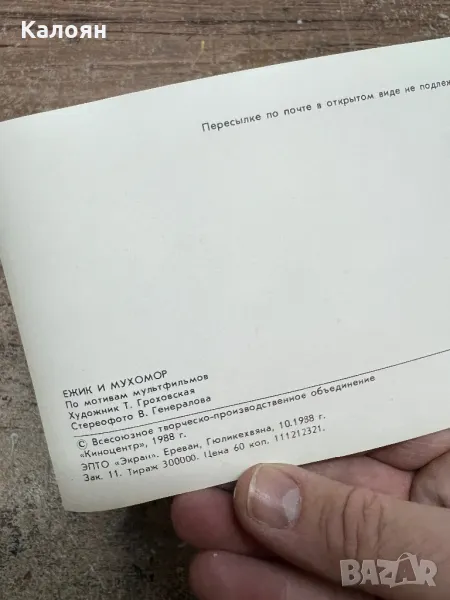 Калоян
Пересылке по почте в открытом виде не подлеж
ЕЖИК И МУХОМОР
По мотивам мультфильмов
Художник Т. Гроховская
Стереофото В. Генералова
© Всесоюзное творческо-производственное объединение
«Киноцентр», 1988 г.
ЭПТО «Экран». Ереван, Гюликехвяна, 10.1988 г.
Зак. 11. Тираж 300000. Цена 60 коп. 111212321.
BAZAR